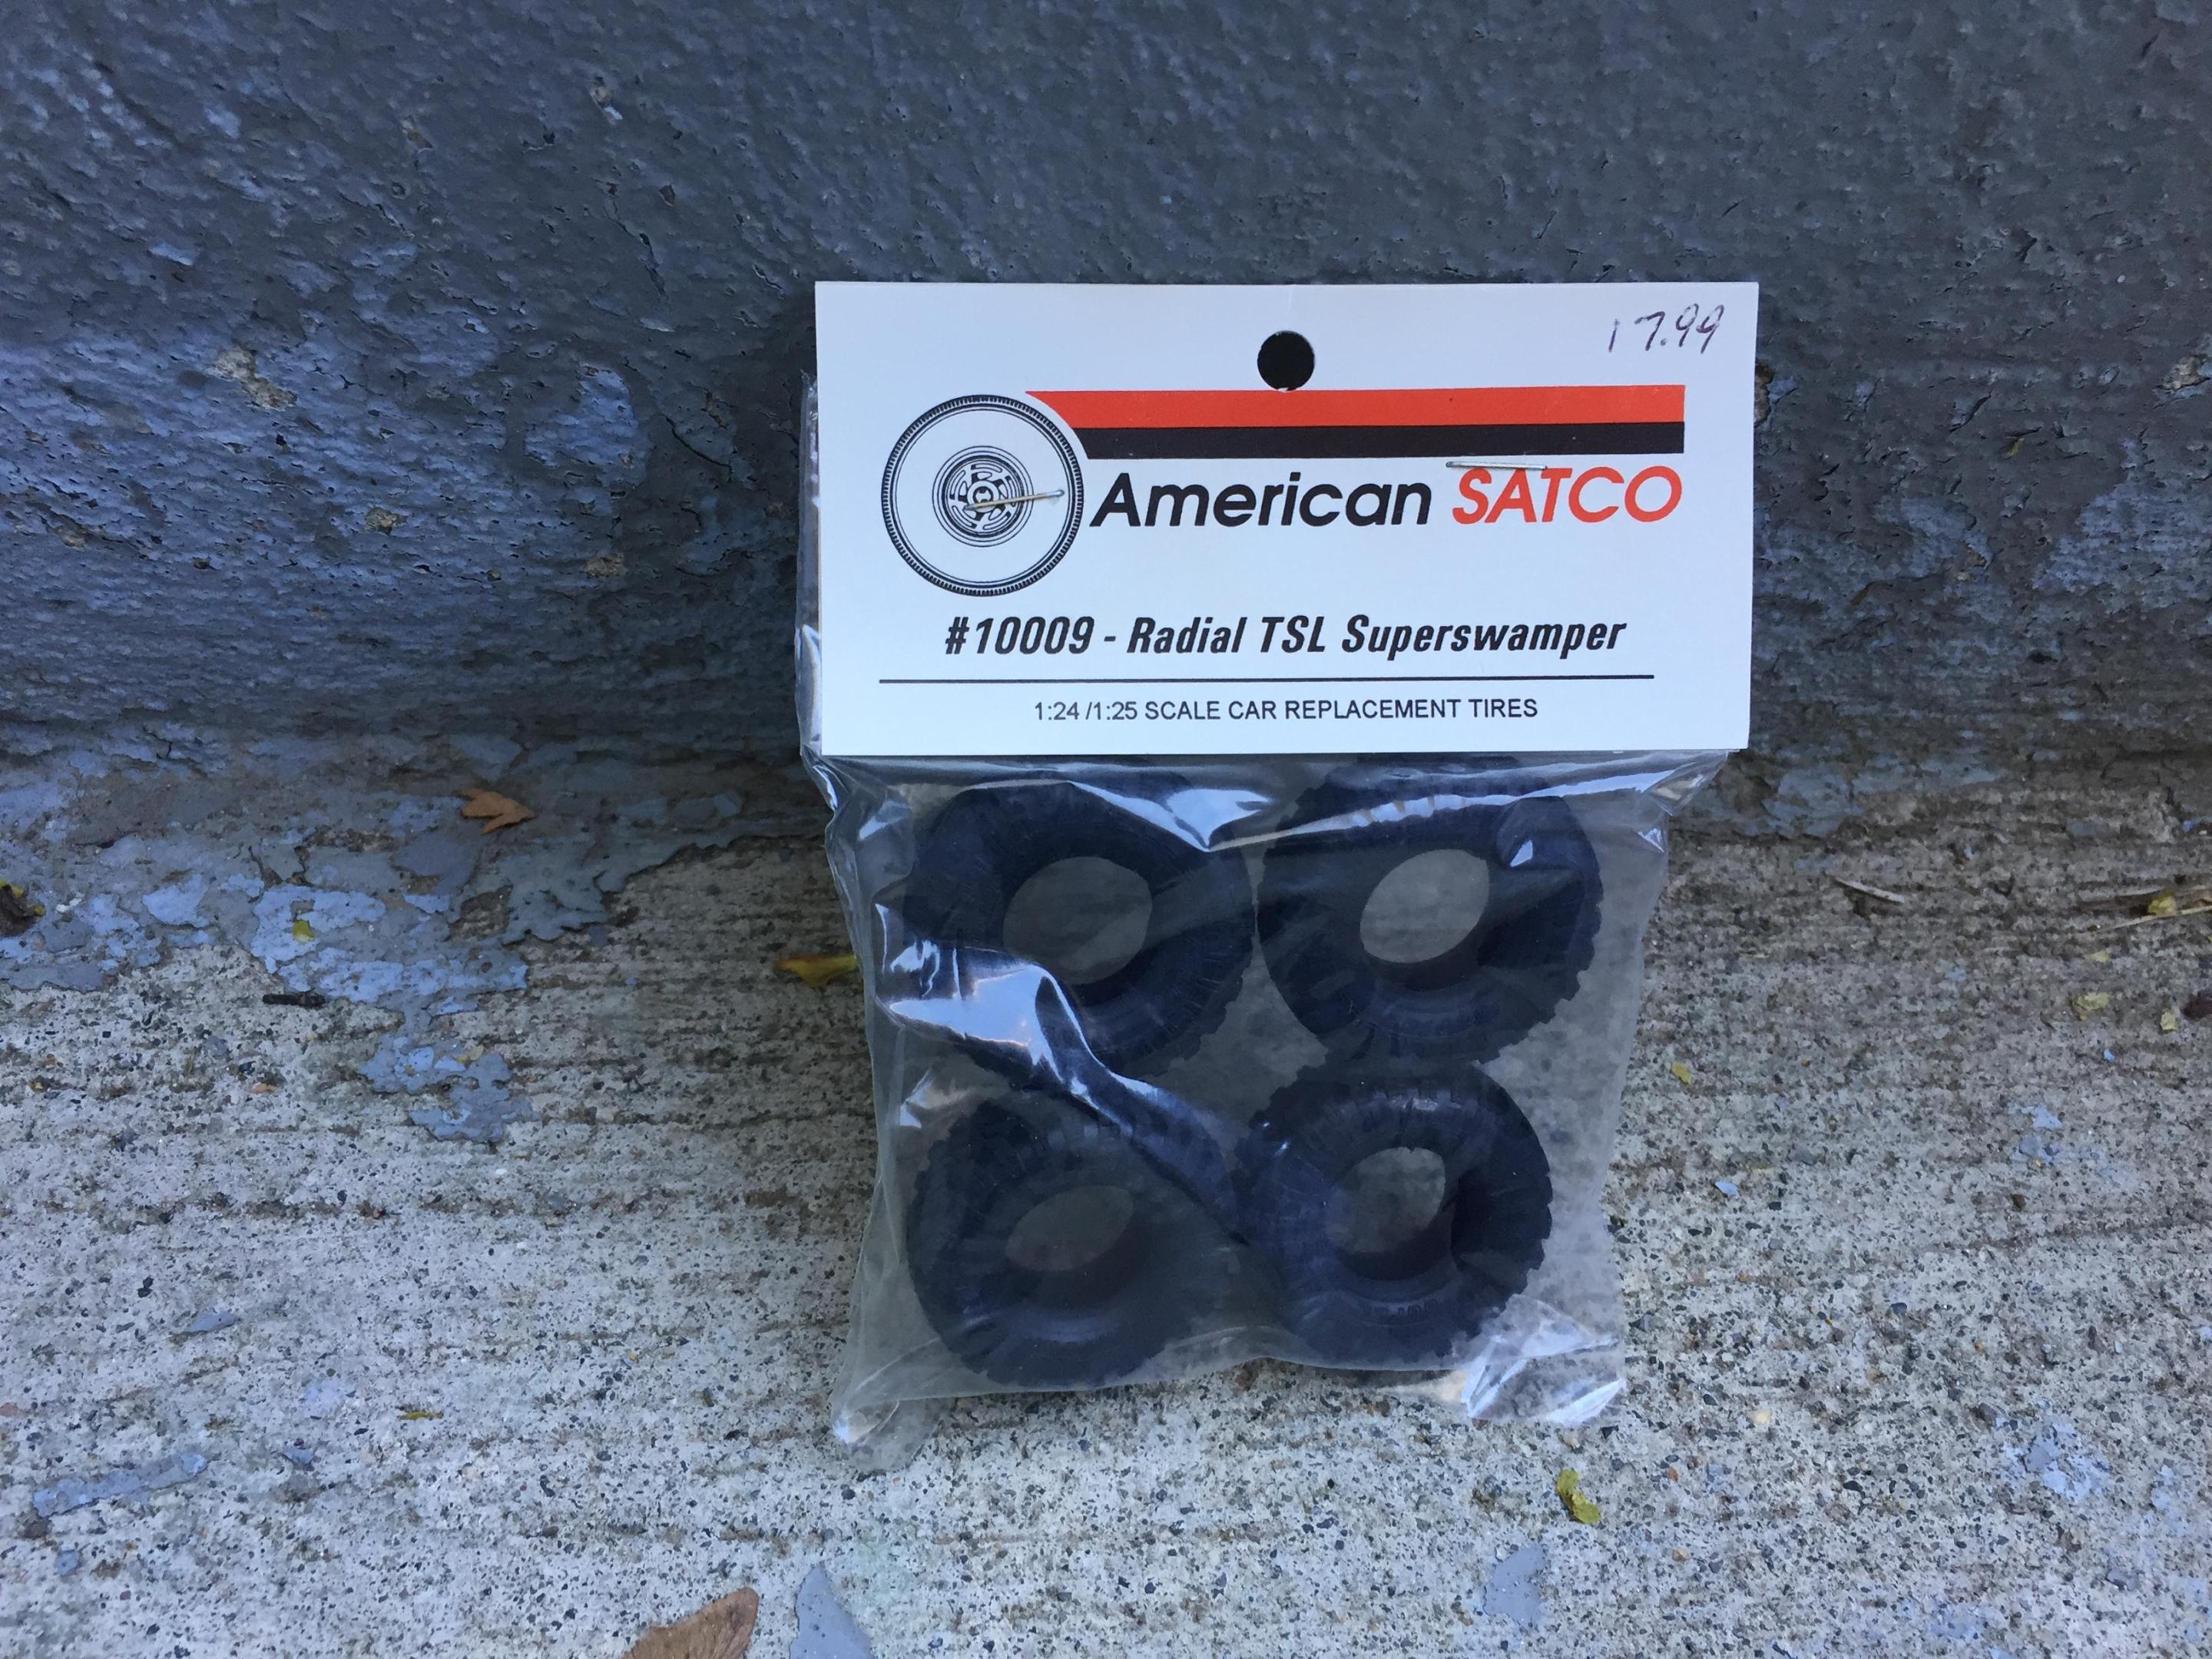 17.99
American SATCO
#10009 - Radial TSL Superswamper
1:24 /1:25 SCALE CAR REPLACEMENT TIRES